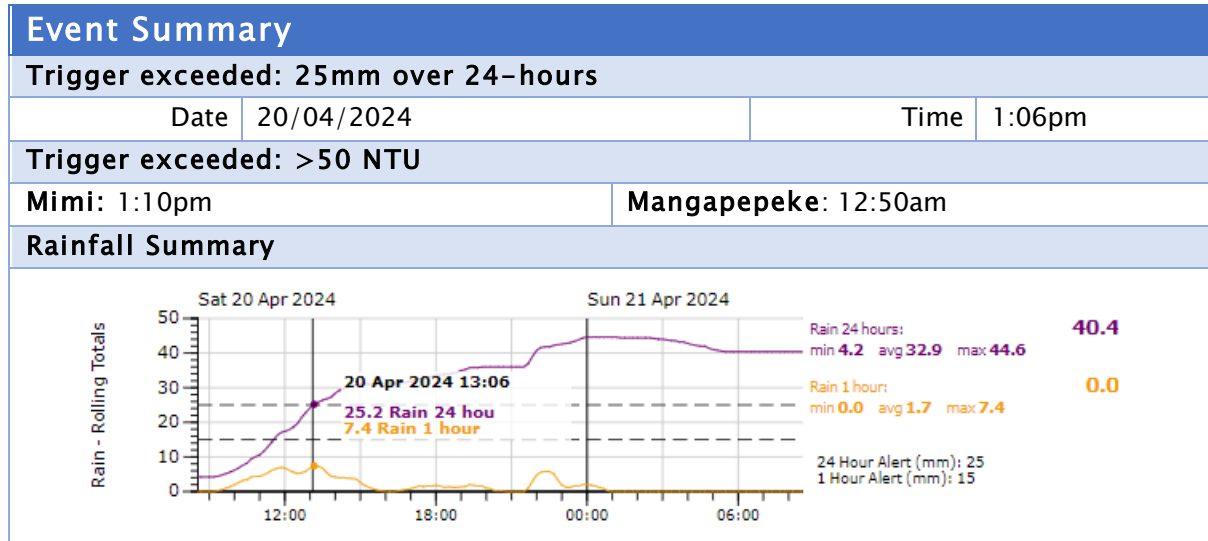 Event Summary
Trigger exceeded: 25mm over 24-hours
Date 20/04/2024 Time 1:06pm
Trigger exceeded: >50 NTU
Mimi: 1:10pm Mangapepeke: 12:50am
Rainfall Summary
Sat 20 Apr 2024 Sun 21 Apr 2024
Rain - Rolling Totals
50
40
30
20
10
0
20 Apr 2024 13:06
25.2 Rain 24 hou
7.4 Rain 1 hour
12:00 18:00 00:00 06:00
Rain 24 hours: 40.4
min 4.2 avg 32.9 max 44.6
Rain 1 hour: 0.0
min 0.0 avg 1.7 max 7.4
24 Hour Alert (mm): 25
1 Hour Alert (mm): 15